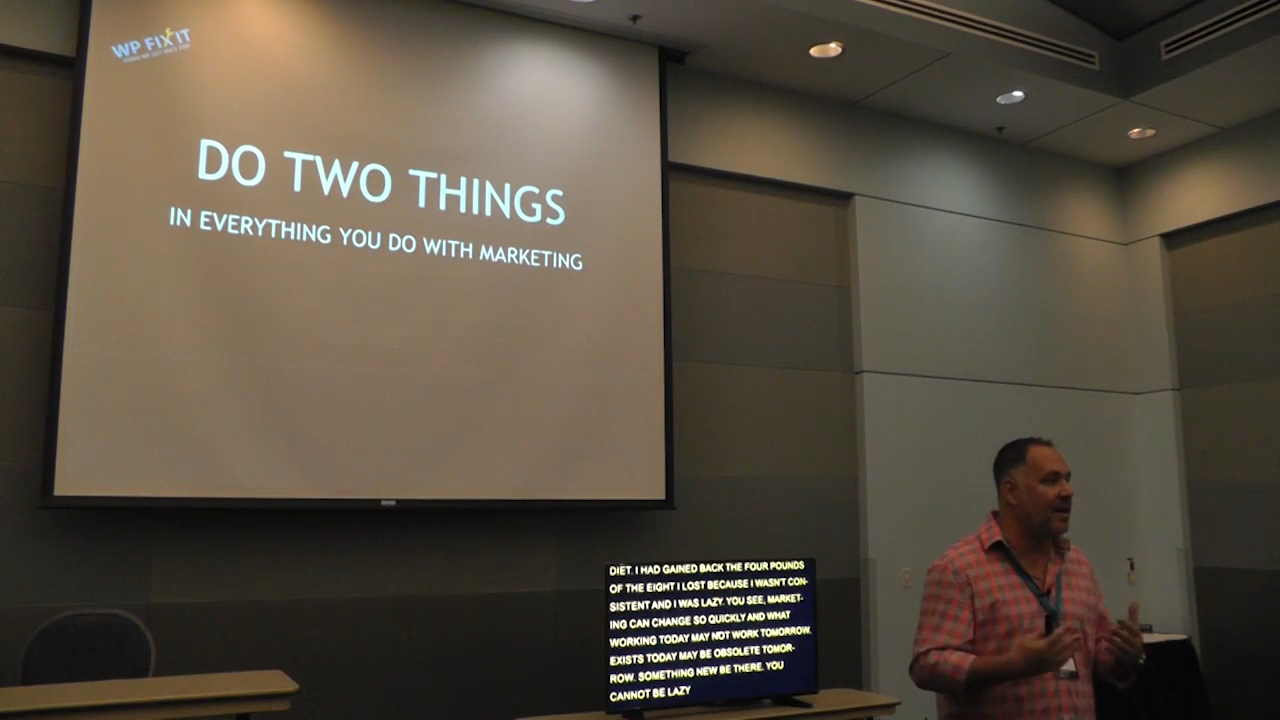 WP FIX IT
DO TWO THINGS
IN EVERYTHING YOU DO WITH MARKETING
DIET. I HAD GAINED BACK THE FOUR POUNDS
OF THE EIGHT I LOST BECAUSE I WASN'T CON-
SISTENT AND I WAS LAZY. YOU SEE, MARKET-
ING CAN CHANGE SO QUICKLY AND WHAT
WORKING TODAY MAY NOT WORK TOMORROW.
EXISTS TODAY MAY BE OBSOLETE TOMOR-
ROW. SOMETHING NEW BE THERE. YOU
CANNOT BE LAZY